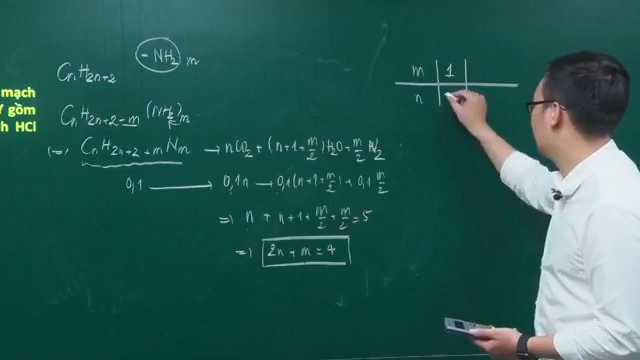 mạch
Y gồm
h HCl
-NH₂ m
CₙH₂ₙ₊₂
CₙH₂ₙ₊₂₋ₘ(NH₂)ₘ
(=) CₙH₂ₙ₊₂₊ₘNₘ → nCO₂ + (n+1+m/2)H₂O + m/2 N₂
0,1 → 0,1n → 0,1(n+1+m/2) + 0,1 m/2
=> n + n+1+m/2+m/2=5
=> 2n+m=4
m 1
n